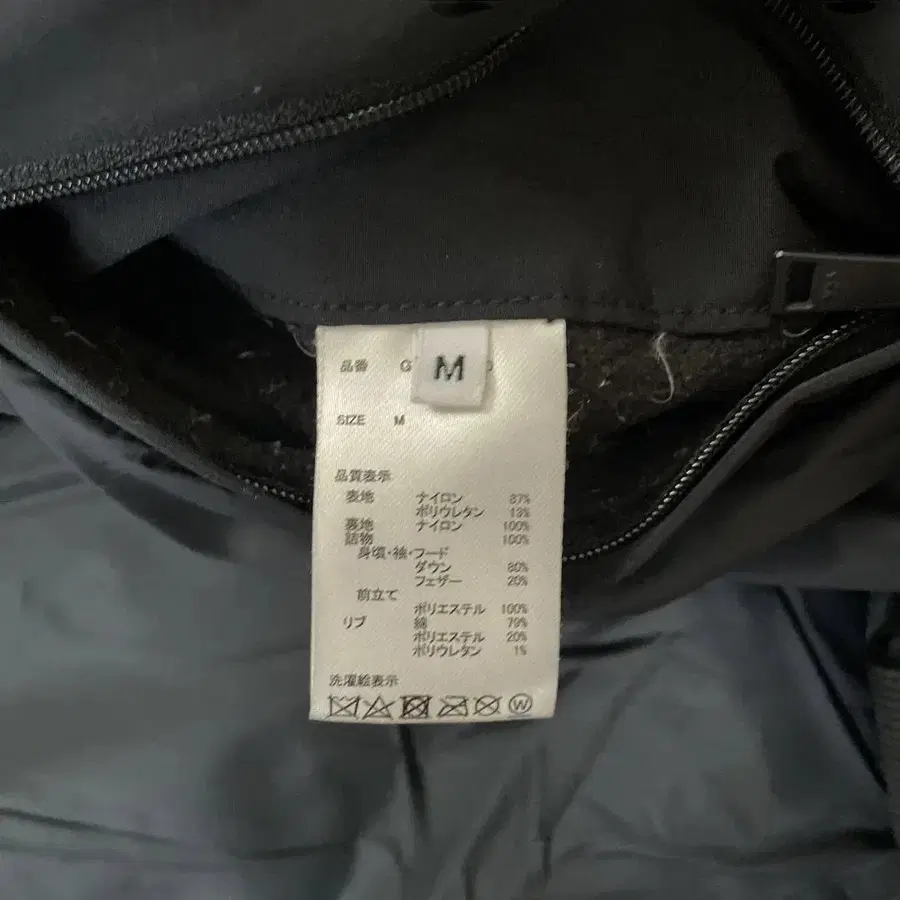 品番 G
M
SIZE M
品質表示
表地 ナイロン 87%
ポリウレタン 13%
裏地 ナイロン 100%
詰物 100%
身頃・袖・フード
ダウン 80%
フェザー 20%
前立て
ポリエステル 100%
リブ 綿 79%
ポリエステル 20%
ポリウレタン 1%
洗濯絵表示
W